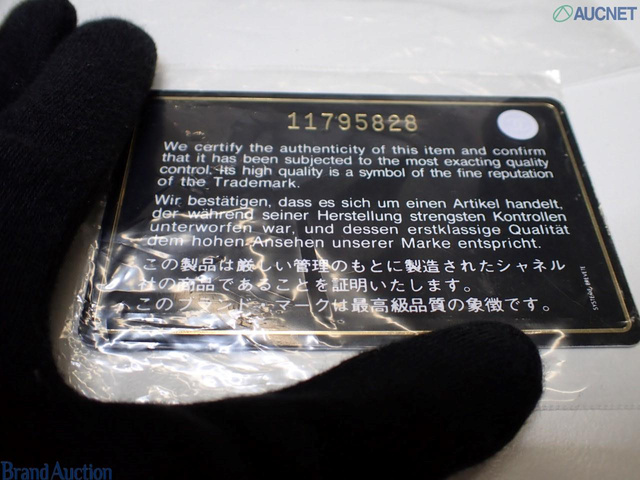 AUCNET
11795828
We certify the authenticity of this item and confirm
that it has been subjected to the most exacting quality
control. Its high quality is a symbol of the fine reputation
of the Trademark.
Wir bestätigen, dass es sich um einen Artikel handelt,
der während seiner Herstellung strengsten Kontrollen
unterworfen war, und dessen erstklassige Qualität
dem hohen Ansehen unserer Marke entspricht.
この製品は厳しい管理のもとに製造されたシャネル
社の商品であることを証明いたします。
このブランド・マークは最高級品質の象徴です。
Brand Auction